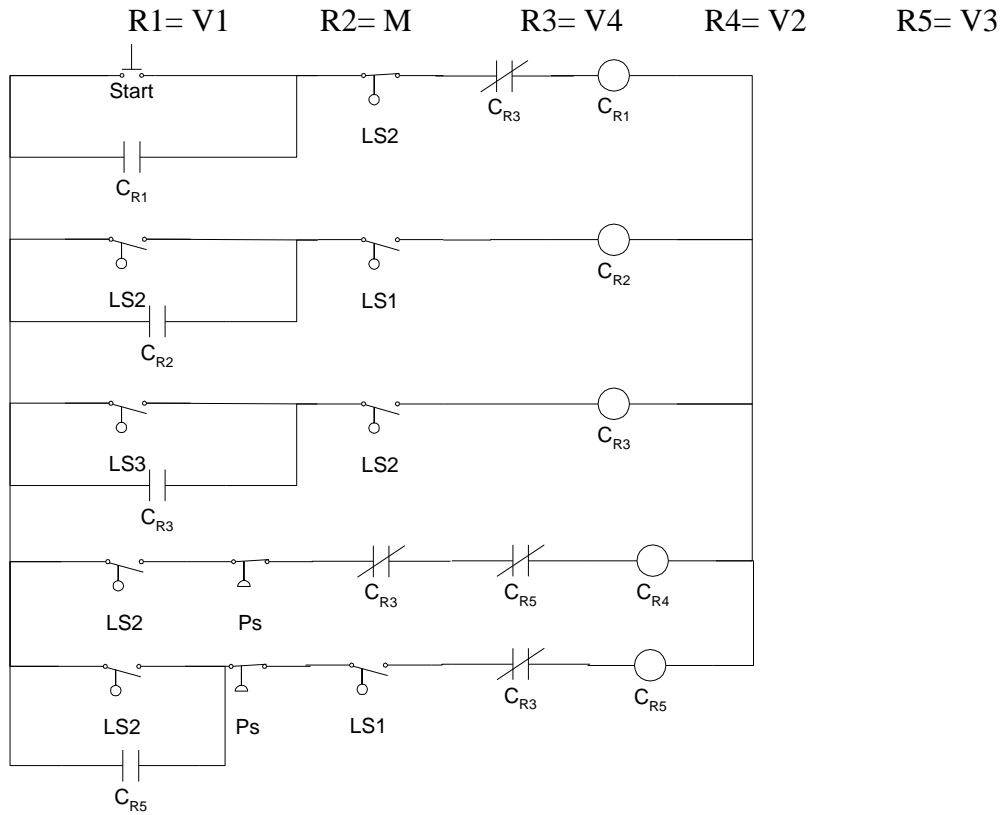 R1= V1 R2= M R3= V4 R4= V2 R5= V3
Start
LS2
CR3
CR1
CR1
LS2
LS1
CR2
CR2
LS3
LS2
CR3
CR3
LS2
Ps
CR3
CR5
CR4
LS2
Ps
LS1
CR3
CR5
CR5